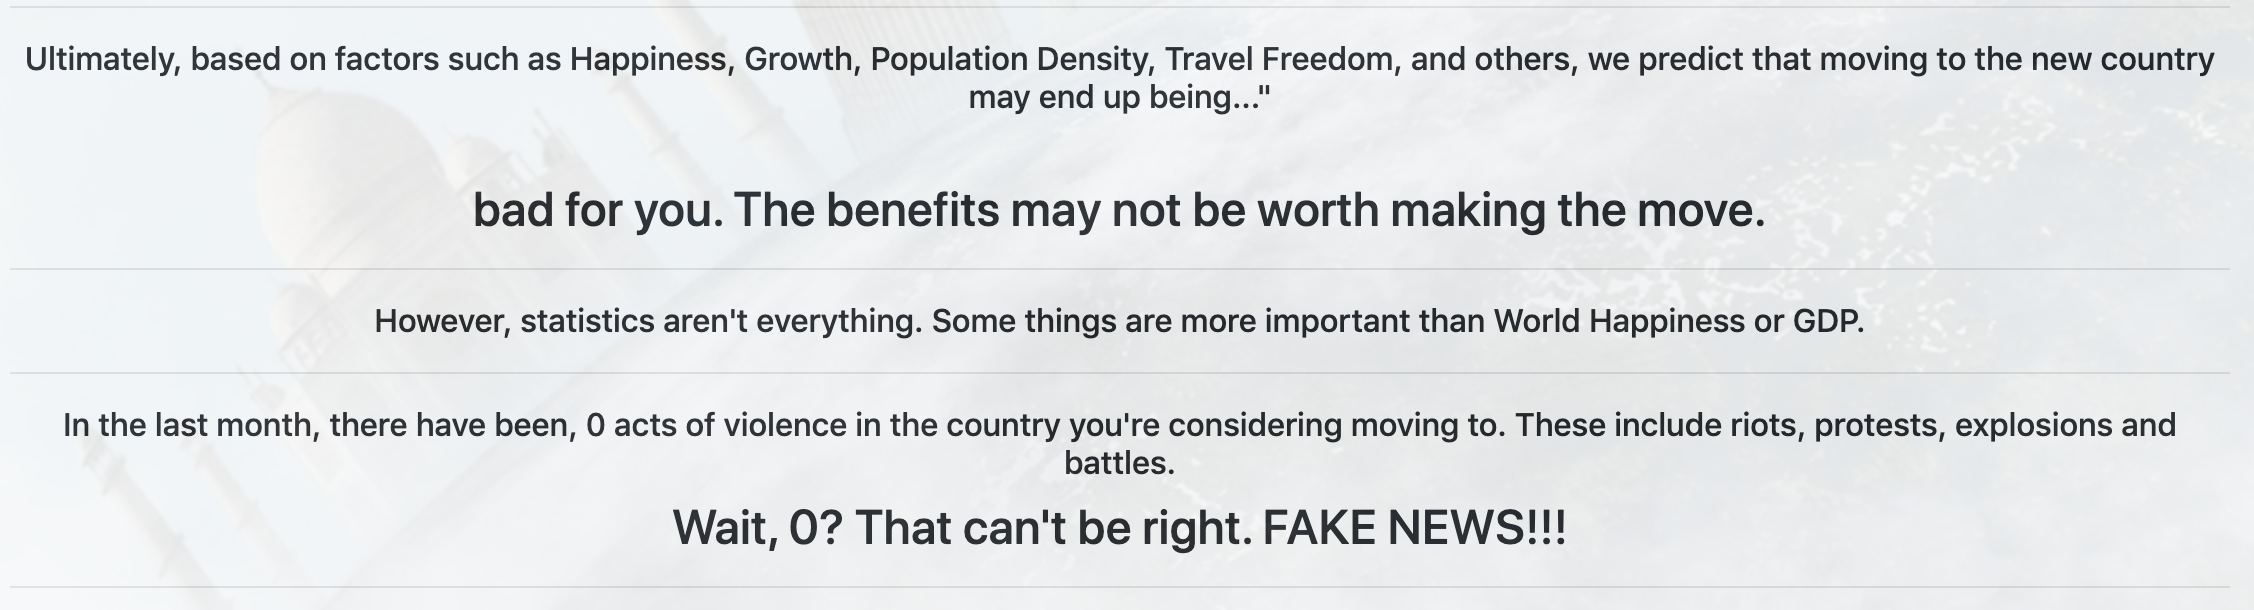 Ultimately, based on factors such as Happiness, Growth, Population Density, Travel Freedom, and others, we predict that moving to the new country
may end up being..."
bad for you. The benefits may not be worth making the move.
However, statistics aren't everything. Some things are more important than World Happiness or GDP.
In the last month, there have been, 0 acts of violence in the country you're considering moving to. These include riots, protests, explosions and
battles.
Wait, 0? That can't be right. FAKE NEWS!!!